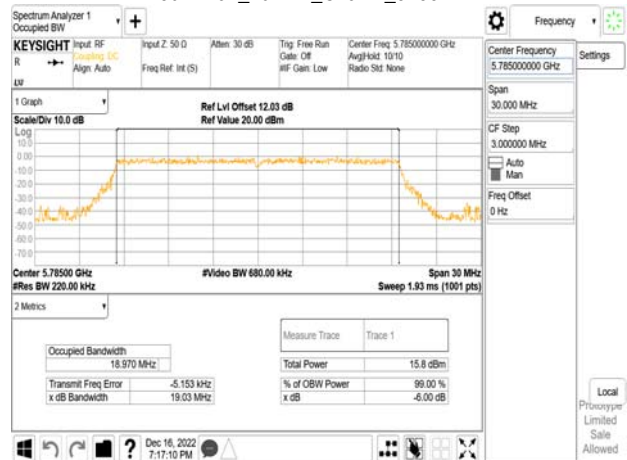 Spectrum Analyzer 1
Occupied BW
+
Frequency
KEYSIGHT
R
Input: RF
Coupling: DC
Align: Auto
Input Z: 50 Ω
Freq Ref: Int (S)
Atten: 30 dB
Trig: Free Run
Gate: Off
#IF Gain: Low
Center Freq: 5.785000000 GHz
Avg|Hold: 10/10
Radio Std: None
Center Frequency
5.785000000 GHz
Settings
Span
30.000 MHz
CF Step
3.000000 MHz
Auto
Man
Freq Offset
0 Hz
1 Graph
Scale/Div 10.0 dB
Ref Lvl Offset 12.03 dB
Ref Value 20.00 dBm
Log
10.0
0.00
-10.0
-20.0
-30.0
-40.0
-50.0
-60.0
-70.0
Center 5.78500 GHz
#Video BW 680.00 kHz
Span 30 MHz
#Res BW 220.00 kHz
Sweep 1.93 ms (1001 pts)
2 Metrics
Measure Trace
Trace 1
Occupied Bandwidth
18.970 MHz
Total Power
15.8 dBm
Transmit Freq Error
-5.153 kHz
% of OBW Power
99.00 %
x dB Bandwidth
19.03 MHz
x dB
-6.00 dB
Local
Prototype
Limited
Sale
Allowed
?
Dec 16, 2022
7:17:10 PM